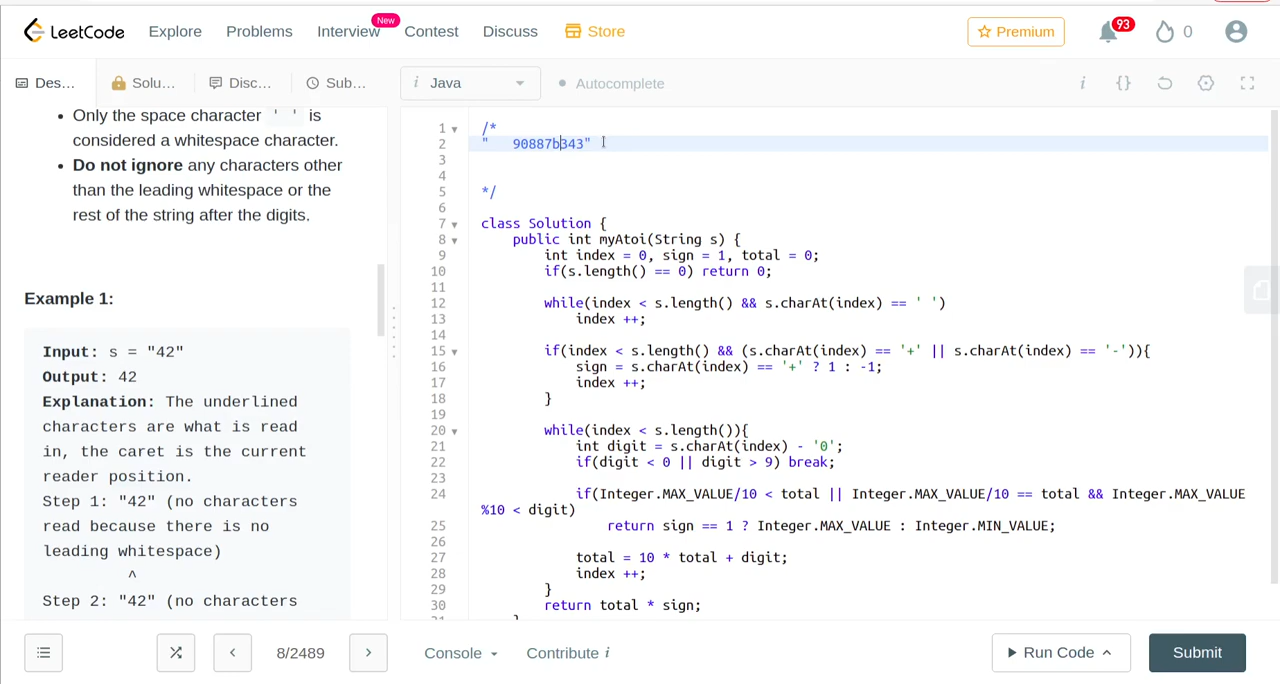 LeetCode Explore Problems Interview New Contest Discuss Store Premium 93 0
Des... Solu... Disc... Sub... i Java Autocomplete i {}
Only the space character ' ' is
considered a whitespace character.
Do not ignore any characters other
than the leading whitespace or the
rest of the string after the digits.
Example 1:
Input: s = "42"
Output: 42
Explanation: The underlined
characters are what is read
in, the caret is the current
reader position.
Step 1: "42" (no characters
read because there is no
leading whitespace)
^
Step 2: "42" (no characters
1 /*
2 "   90887b343"
3
4
5 */
6
7 class Solution {
8     public int myAtoi(String s) {
9         int index = 0, sign = 1, total = 0;
10         if(s.length() == 0) return 0;
11
12         while(index < s.length() && s.charAt(index) == ' ')
13             index ++;
14
15         if(index < s.length() && (s.charAt(index) == '+' || s.charAt(index) == '-')){
16             sign = s.charAt(index) == '+' ? 1 : -1;
17             index ++;
18         }
19
20         while(index < s.length()){
21             int digit = s.charAt(index) - '0';
22             if(digit < 0 || digit > 9) break;
23
24             if(Integer.MAX_VALUE/10 < total || Integer.MAX_VALUE/10 == total && Integer.MAX_VALUE
%10 < digit)
25                 return sign == 1 ? Integer.MAX_VALUE : Integer.MIN_VALUE;
26
27             total = 10 * total + digit;
28             index ++;
29         }
30         return total * sign;
8/2489 Console Contribute i Run Code Submit